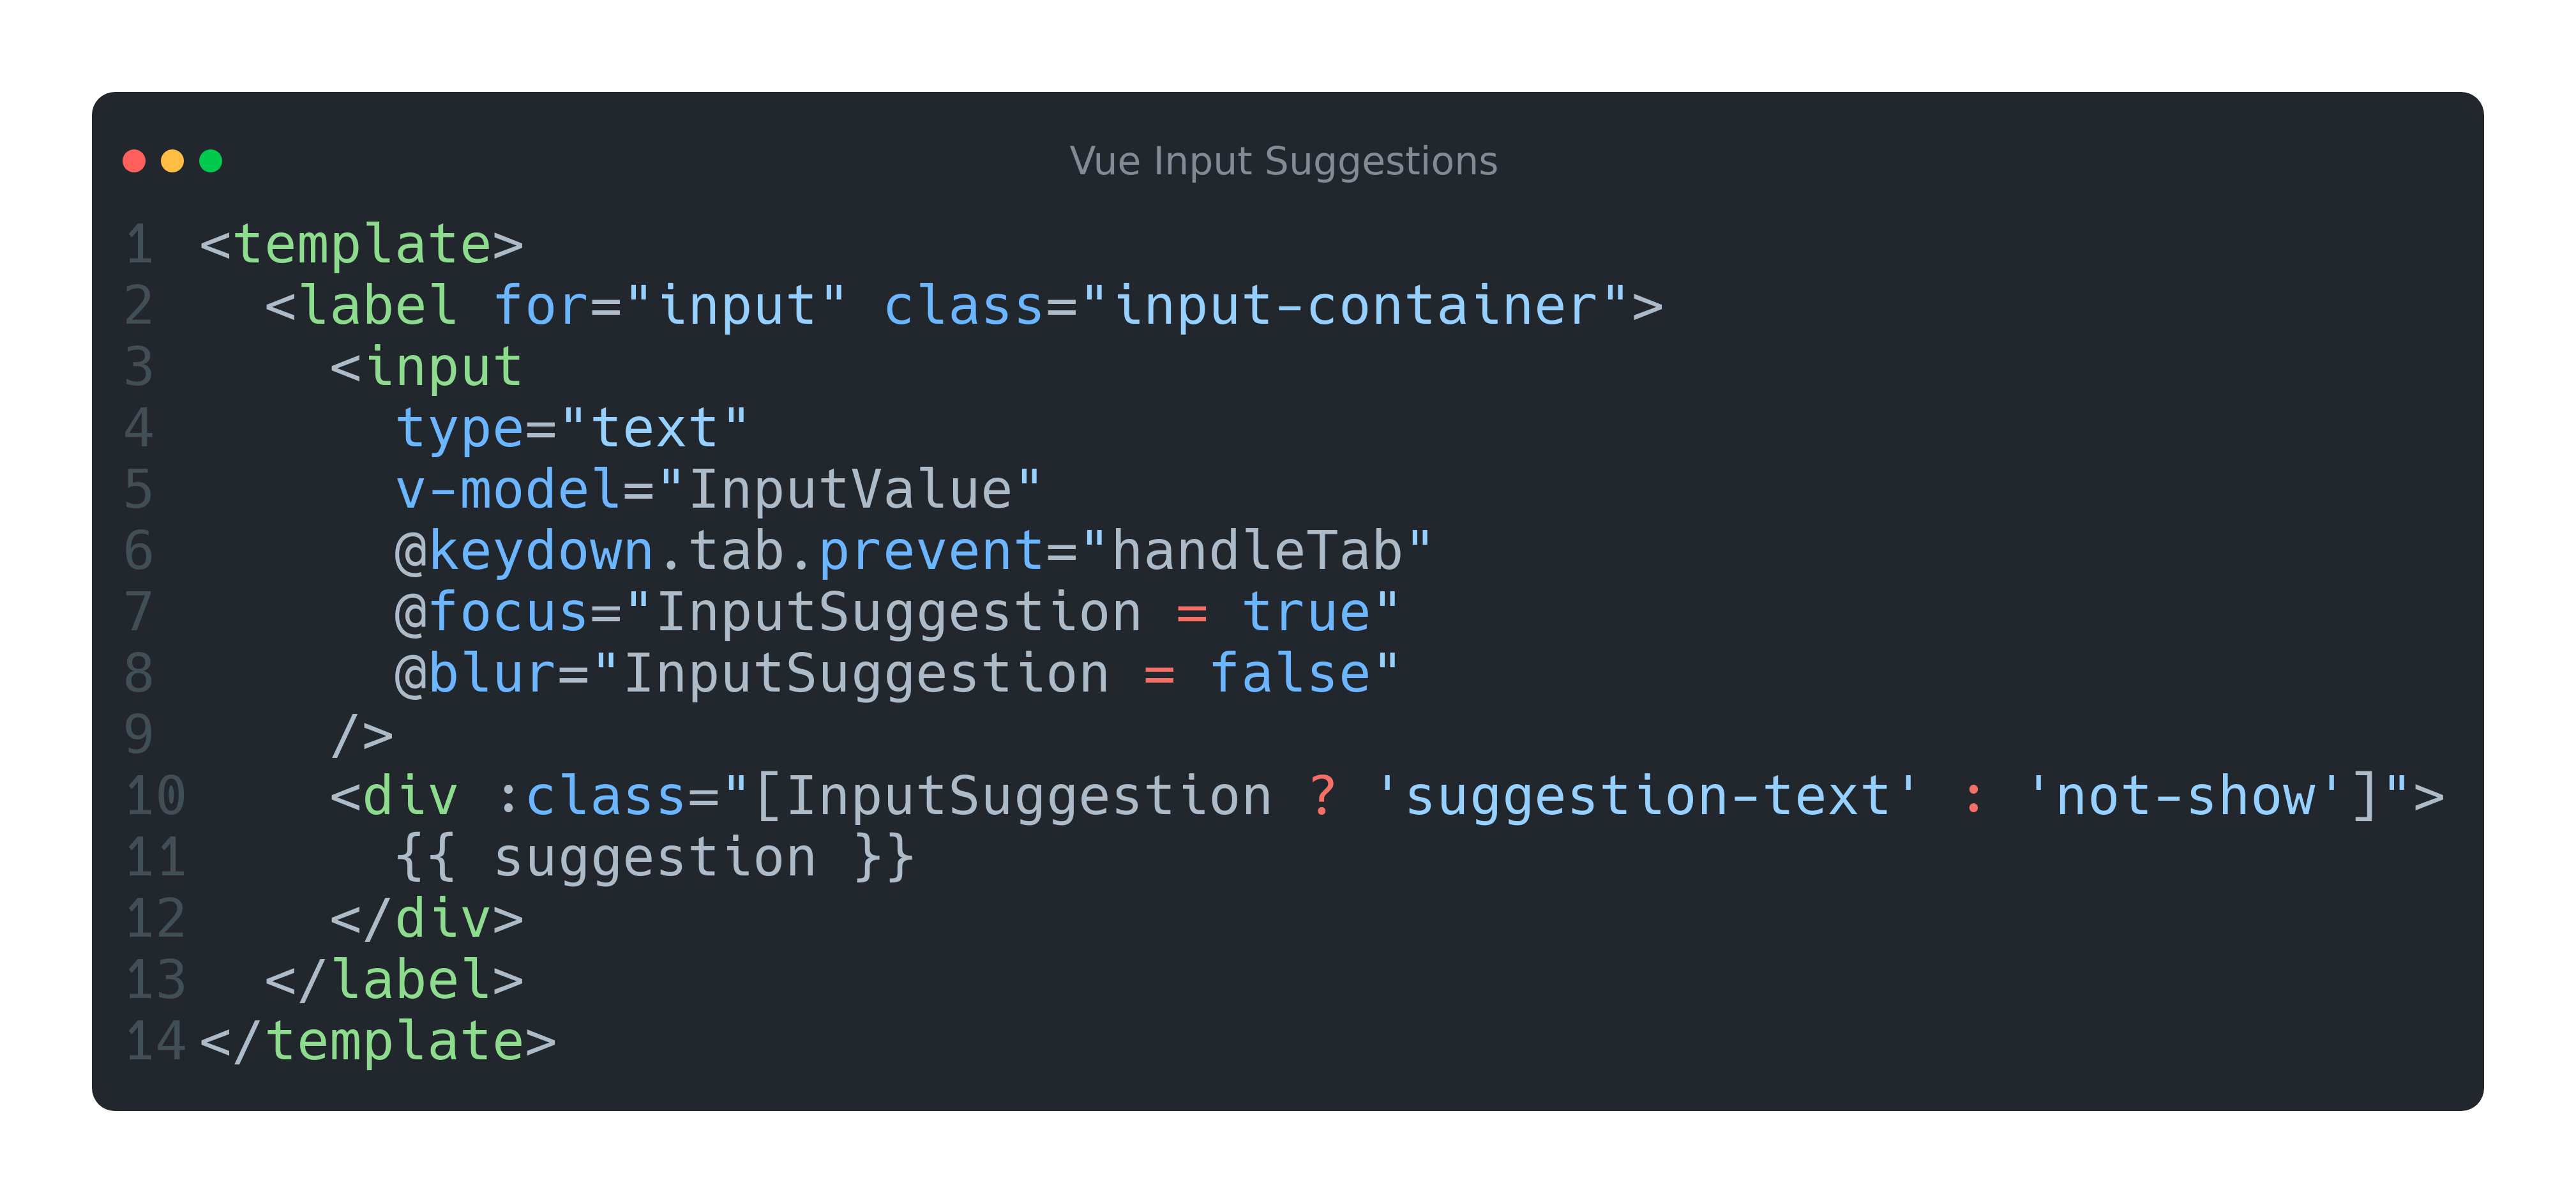 Vue Input Suggestions
1 <template>
2   <label for="input" class="input-container">
3     <input
4       type="text"
5       v-model="InputValue"
6       @keydown.tab.prevent="handleTab"
7       @focus="InputSuggestion = true"
8       @blur="InputSuggestion = false"
9     />
10     <div :class="[InputSuggestion ? 'suggestion-text' : 'not-show']">
11       {{ suggestion }}
12     </div>
13   </label>
14 </template>